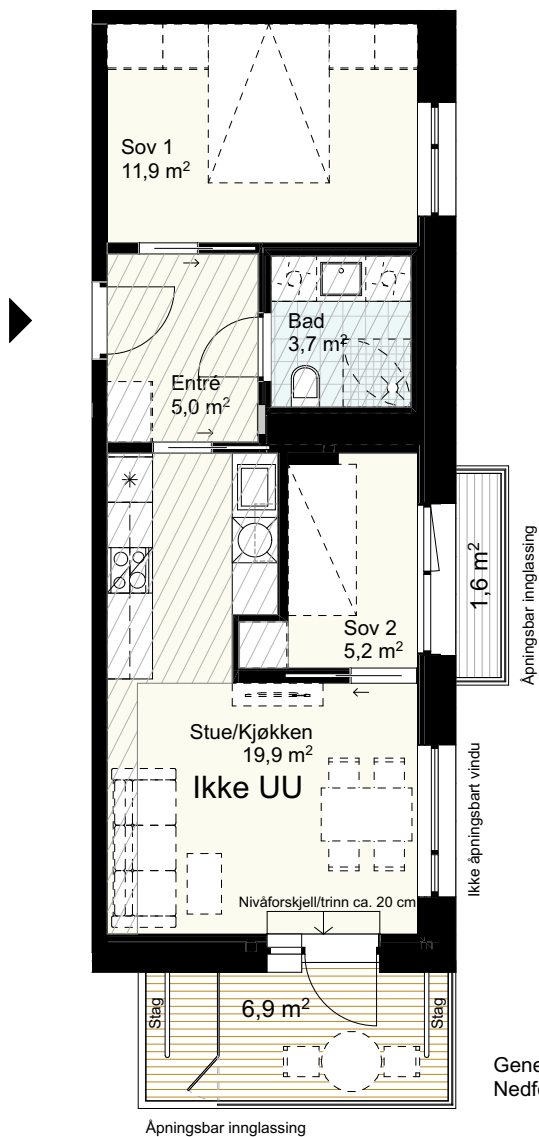 Sov 1
11,9 m²
Bad
3,7 m²
Entré
5,0 m²
1,6 m²
Åpningsbar innglassing
Sov 2
5,2 m²
Stue/Kjøkken
19,9 m²
Ikke UU
Ikke åpningsbart vindu
Nivåforskjell/trinn ca. 20 cm
Stag
6,9 m²
Stag
Gene
Nedfo
Åpningsbar innglassing